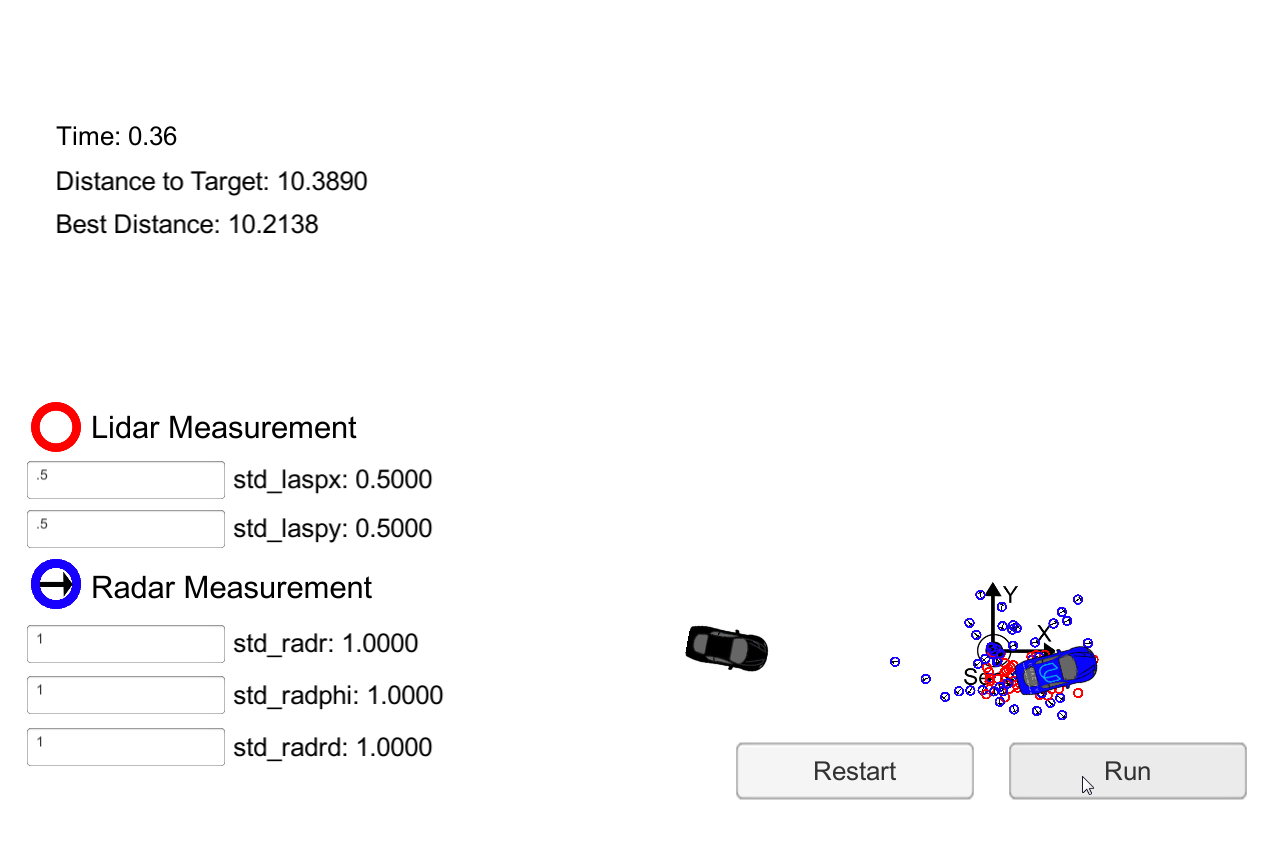 Time: 0.36
Distance to Target: 10.3890
Best Distance: 10.2138
Lidar Measurement
.5
std_laspx: 0.5000
.5
std_laspy: 0.5000
Radar Measurement
1
std_radr: 1.0000
1
std_radphi: 1.0000
1
std_radrd: 1.0000
Y
X
Restart
Run